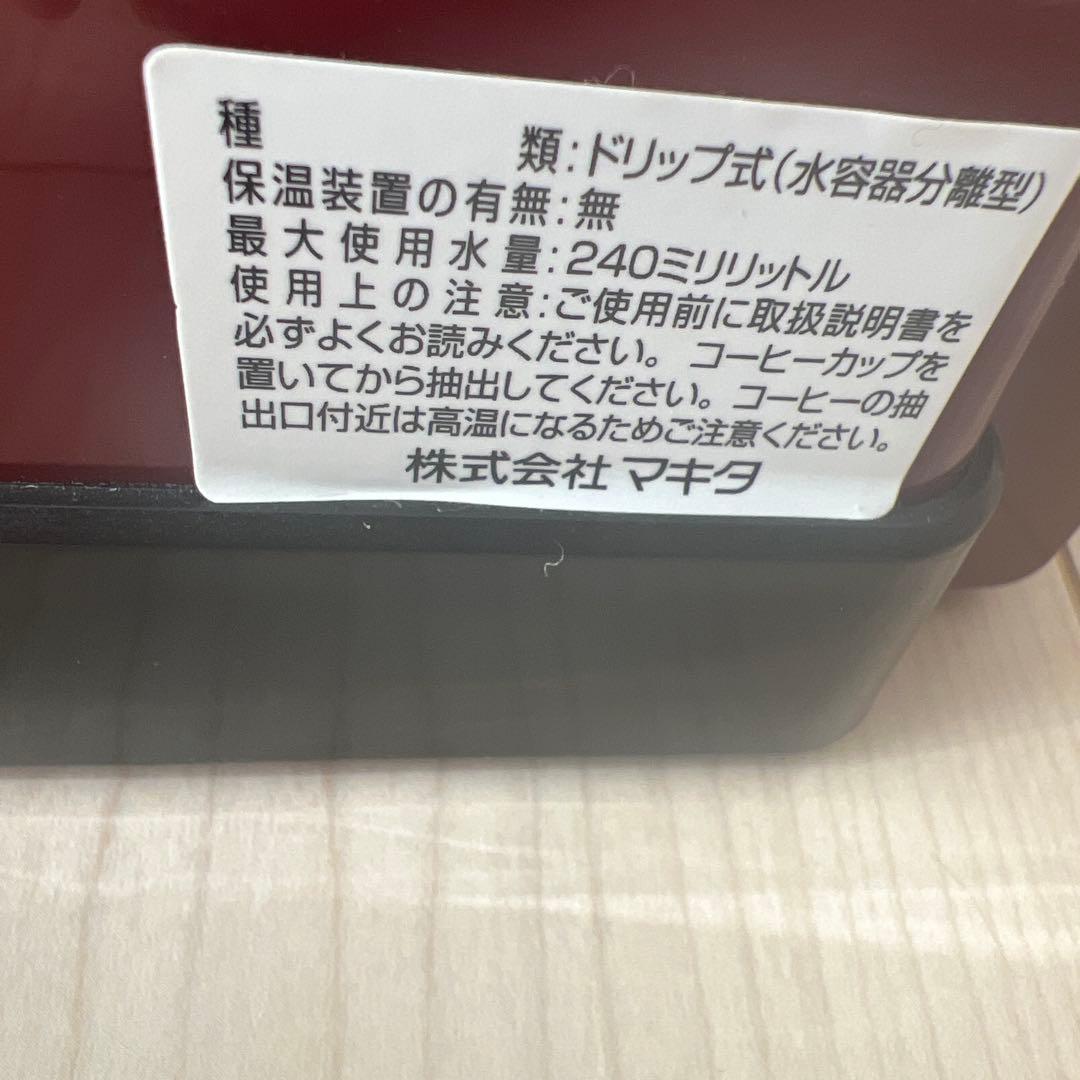 種類:ドリップ式(水容器分離型)
保温装置の有無:無
最大使用水量:240ミリリットル
使用上の注意:ご使用前に取扱説明書を
必ずよくお読みください。コーヒーカップを
置いてから抽出してください。コーヒーの抽
出口付近は高温になるためご注意ください。
株式会社 マキタ